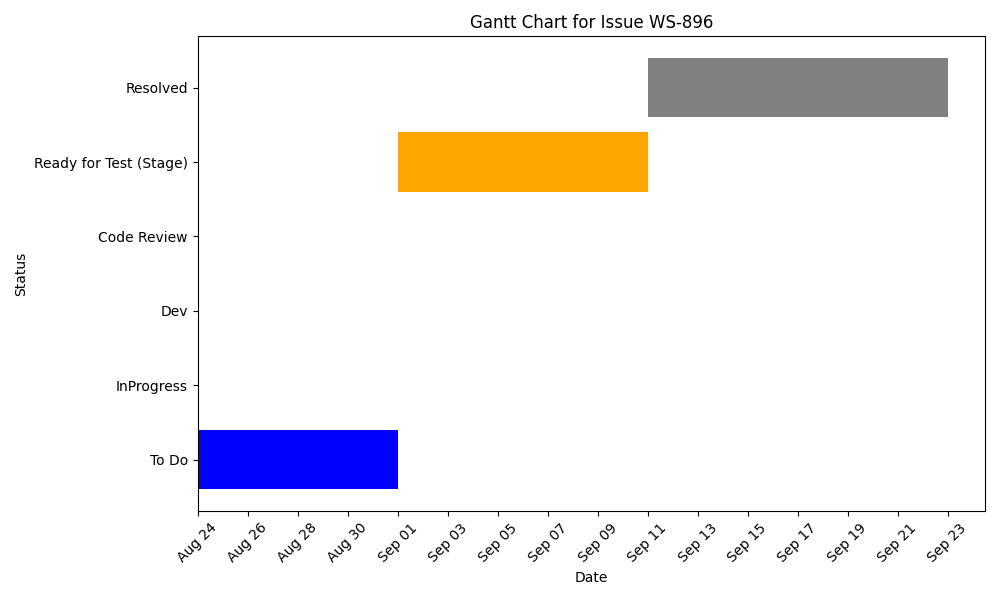 Gantt Chart for Issue WS-896
Resolved
Ready for Test (Stage)
Code Review
Dev
InProgress
To Do
Status
Aug 24
Aug 26
Aug 28
Aug 30
Sep 01
Sep 03
Sep 05
Sep 07
Sep 09
Sep 11
Sep 13
Sep 15
Sep 17
Sep 19
Sep 21
Sep 23
Date